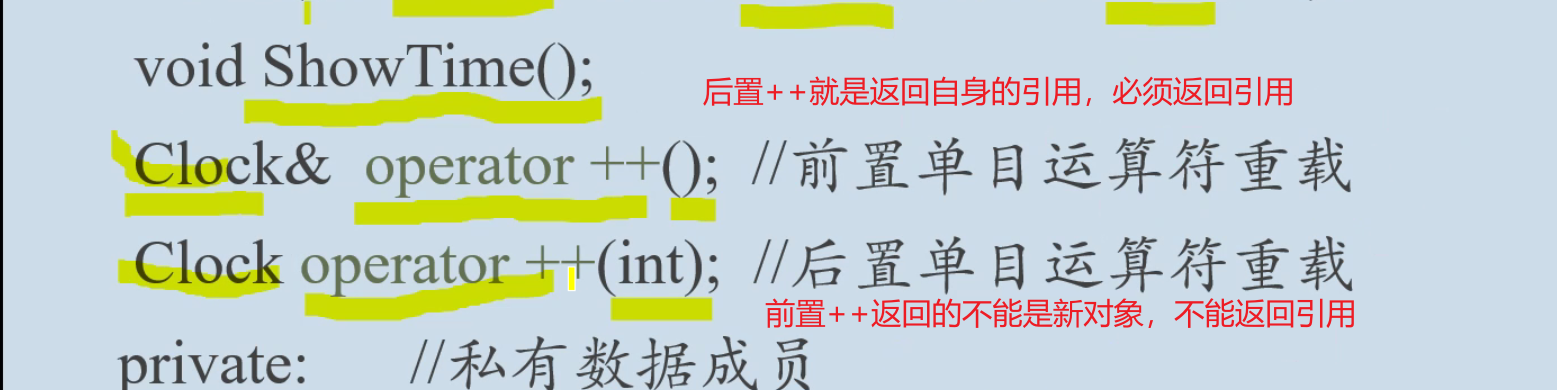 void ShowTime();
后置++就是返回自身的引用，必须返回引用
Clock& operator ++(); //前置单目运算符重载
Clock operator ++(int); //后置单目运算符重载
前置++返回的不能是新对象，不能返回引用
private: //私有数据成员